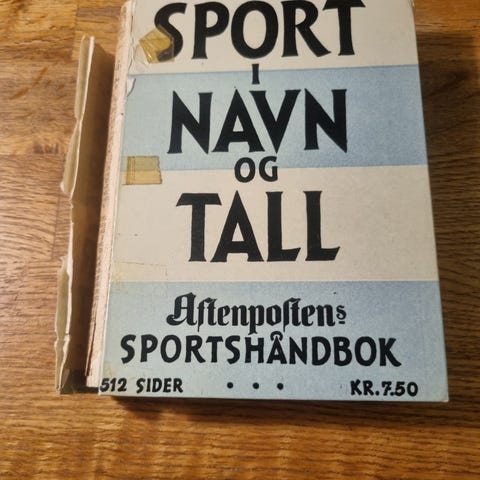 SPORT
I
NAVN
OG
TALL
Aftenpostens
SPORTSHÅNDBOK
512 SIDER • • • KR. 7.50